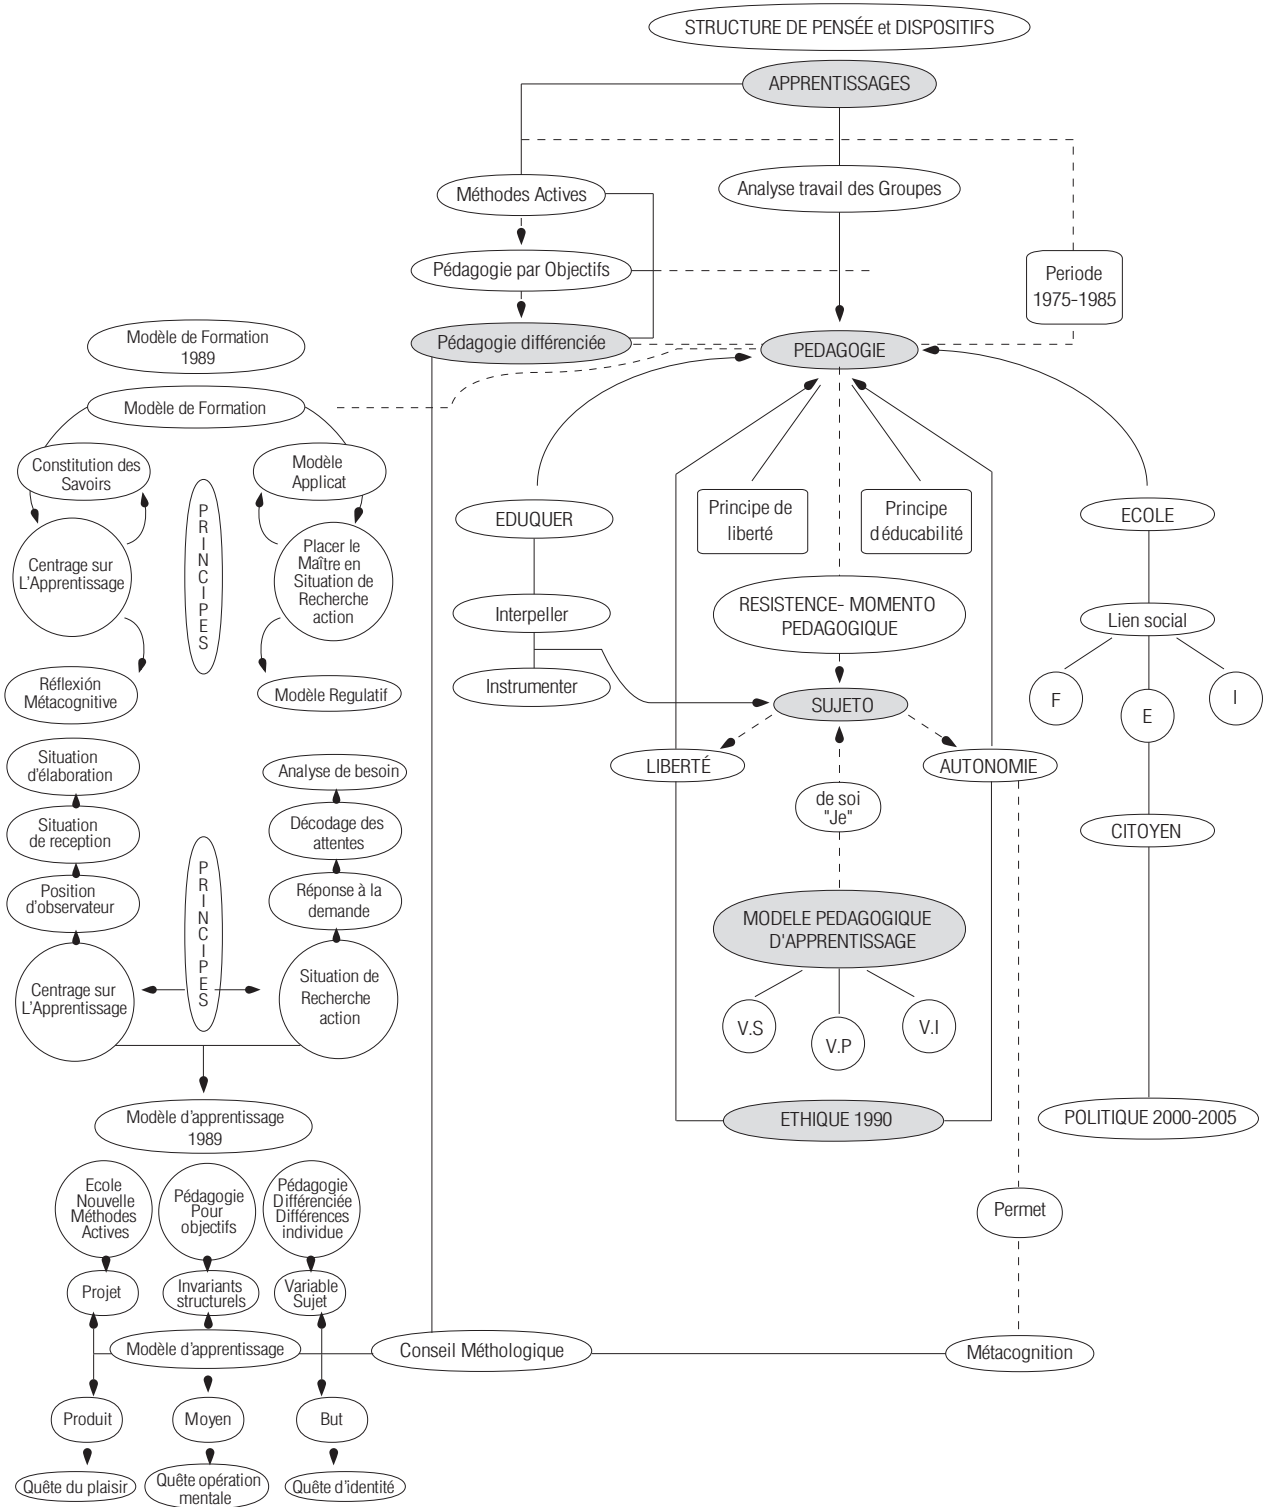 STRUCTURE DE PENSÉE et DISPOSITIFS
APPRENTISSAGES
Méthodes Actives
Analyse travail des Groupes
Pédagogie par Objectifs
Periode
1975-1985
Pédagogie différenciée
PEDAGOGIE
Modèle de Formation
1989
Modèle de Formation
Constitution des
Savoirs
Modèle
Applicat
PRINCIPES
Centrage sur
L'Apprentissage
Placer le
Maître en
Situation de
Recherche
action
Réflexión
Métacognitive
Modèle Regulatif
EDUQUER
Principe de
liberté
Principe
d'éducabilité
ECOLE
Interpeller
RESISTENCE- MOMENTO
PEDAGOGIQUE
Lien social
Instrumenter
SUJETO
F
E
I
LIBERTÉ
AUTONOMIE
de soi
"Je"
CITOYEN
Situation
d'élaboration
Analyse de besoin
Situation
de reception
Décodage des
attentes
Position
d'observateur
Réponse à la
demande
PRINCIPES
Centrage sur
L'Apprentissage
Situation de
Recherche
action
MODELE PEDAGOGIQUE
D'APPRENTISSAGE
V.S
V.P
V.I
ETHIQUE 1990
POLITIQUE 2000-2005
Modèle d'apprentissage
1989
Ecole
Nouvelle
Méthodes
Actives
Pédagogie
Pour
objectifs
Pédagogie
Différenciée
Différences
individue
Permet
Projet
Invariants
structurels
Variable
Sujet
Modèle d'apprentissage
Conseil Méthologique
Métacognition
Produit
Moyen
But
Quête du plaisir
Quête opération
mentale
Quête d'identité